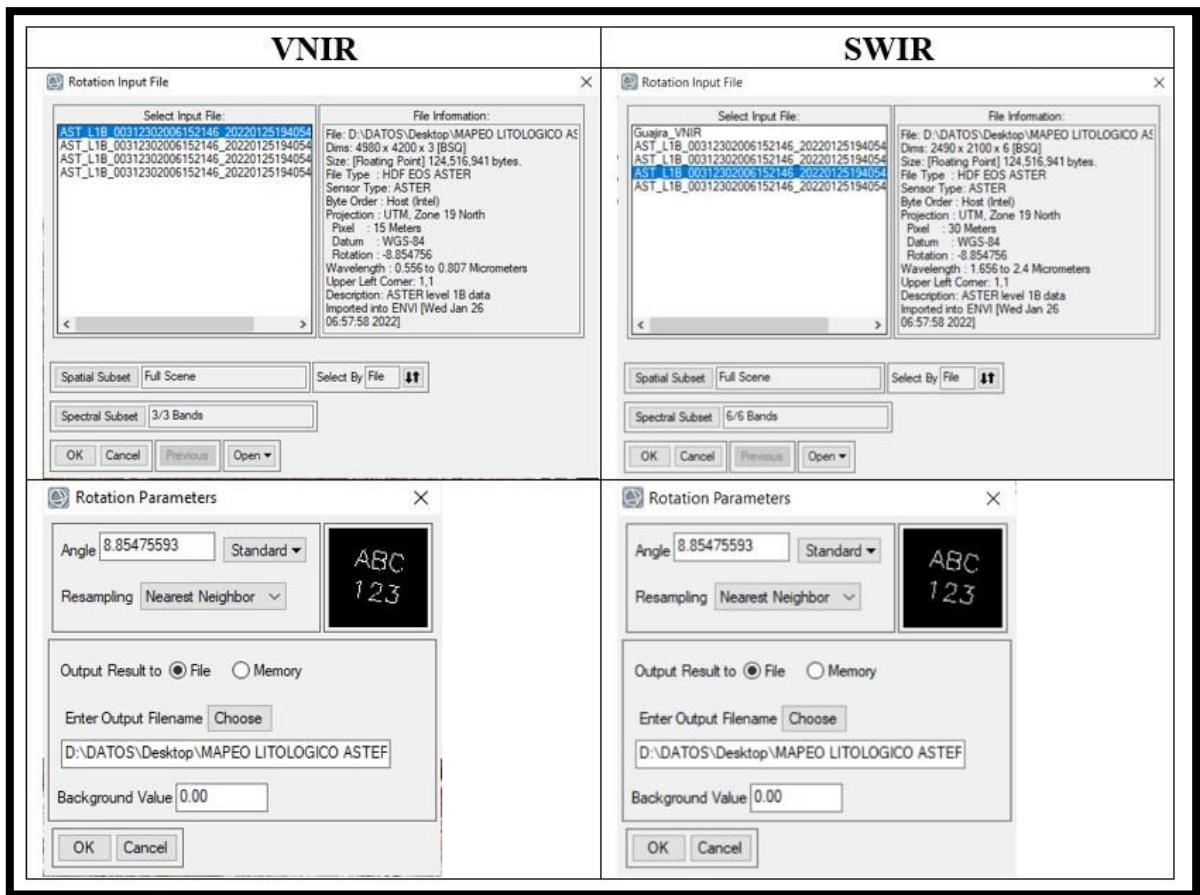 VNIR
SWIR
Rotation Input File
Select Input File:
AST_L1B_00312302006152146_20220125194054
AST_L1B_00312302006152146_20220125194054
AST_L1B_00312302006152146_20220125194054
AST_L1B_00312302006152146_20220125194054
File Information:
File: D:\DATOS\Desktop\MAPEO LITOLOGICO AS
Dims: 4980 x 4200 x 3 [BSQ]
Size: [Floating Point] 124,516,941 bytes.
File Type : HDF EOS ASTER
Sensor Type: ASTER
Byte Order : Host (Intel)
Projection : UTM, Zone 19 North
Pixel : 15 Meters
Datum : WGS-84
Rotation : -8.854756
Wavelength : 0.556 to 0.807 Micrometers
Upper Left Corner: 1,1
Description: ASTER level 1B data
Imported into ENVI [Wed Jan 26
06:57:58 2022]
Spatial Subset Full Scene Select By File
Spectral Subset 3/3 Bands
OK Cancel Previous Open
Rotation Input File
Select Input File:
Guajira_VNIR
AST_L1B_00312302006152146_20220125194054
AST_L1B_00312302006152146_20220125194054
AST_L1B_00312302006152146_20220125194054
AST_L1B_00312302006152146_20220125194054
File Information:
File: D:\DATOS\Desktop\MAPEO LITOLOGICO AS
Dims: 2490 x 2100 x 6 [BSQ]
Size: [Floating Point] 124,516,941 bytes.
File Type : HDF EOS ASTER
Sensor Type: ASTER
Byte Order : Host (Intel)
Projection : UTM, Zone 19 North
Pixel : 30 Meters
Datum : WGS-84
Rotation : -8.854756
Wavelength : 1.656 to 2.4 Micrometers
Upper Left Corner: 1,1
Description: ASTER level 1B data
Imported into ENVI [Wed Jan 26
06:57:58 2022]
Spatial Subset Full Scene Select By File
Spectral Subset 6/6 Bands
OK Cancel Previous Open
Rotation Parameters
Angle 8.85475593 Standard
Resampling Nearest Neighbor
ABC
123
Output Result to File Memory
Enter Output Filename Choose
D:\DATOS\Desktop\MAPEO LITOLOGICO ASTEF
Background Value 0.00
OK Cancel
Rotation Parameters
Angle 8.85475593 Standard
Resampling Nearest Neighbor
ABC
123
Output Result to File Memory
Enter Output Filename Choose
D:\DATOS\Desktop\MAPEO LITOLOGICO ASTEF
Background Value 0.00
OK Cancel